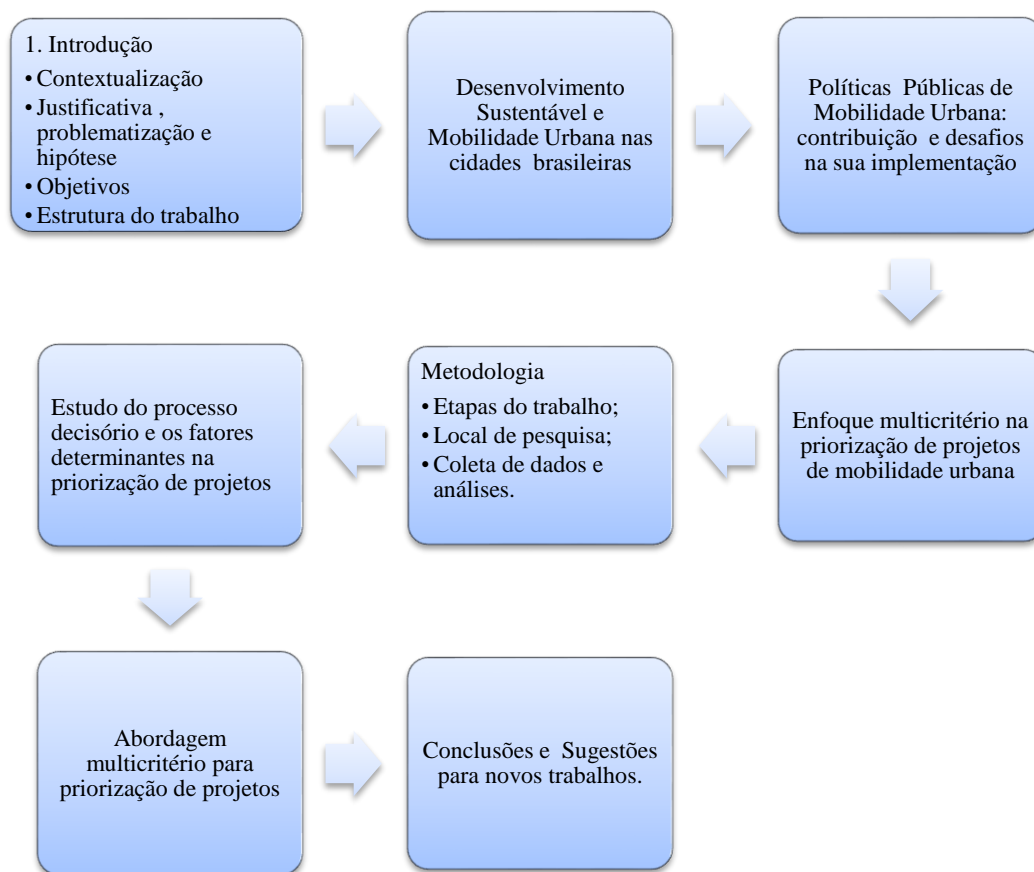 1. Introdução
• Contextualização
• Justificativa ,
problematização e
hipótese
• Objetivos
• Estrutura do trabalho
Desenvolvimento
Sustentável e
Mobilidade Urbana nas
cidades brasileiras
Políticas Públicas de
Mobilidade Urbana:
contribuição e desafios
na sua implementação
Enfoque multicritério na
priorização de projetos
de mobilidade urbana
Metodologia
• Etapas do trabalho;
• Local de pesquisa;
• Coleta de dados e
análises.
Estudo do processo
decisório e os fatores
determinantes na
priorização de projetos
Abordagem
multicritério para
priorização de projetos
Conclusões e Sugestões
para novos trabalhos.